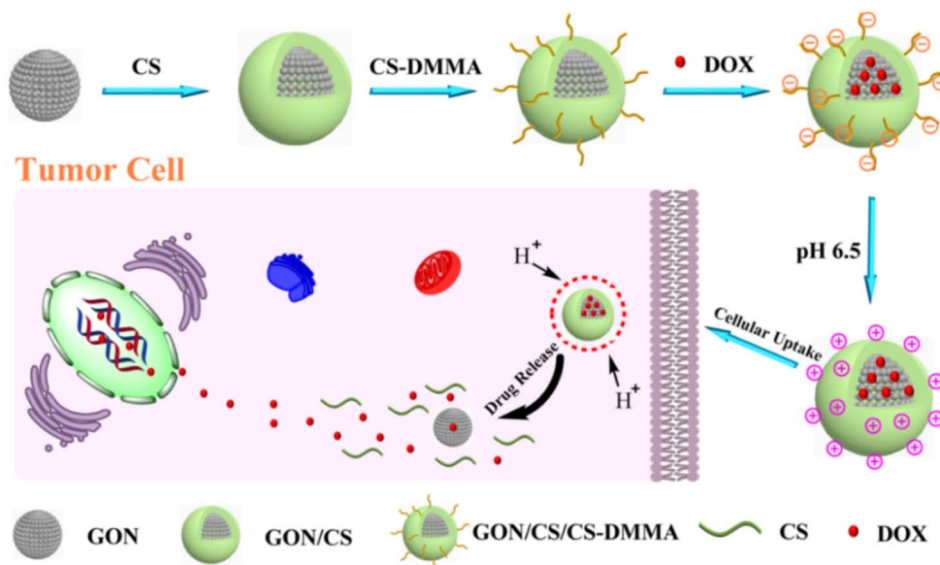 CS
CS-DMMA
DOX
Tumor Cell
pH 6.5
H+
Cellular Uptake
Drug Release
H+
GON
GON/CS
GON/CS/CS-DMMA
CS
DOX